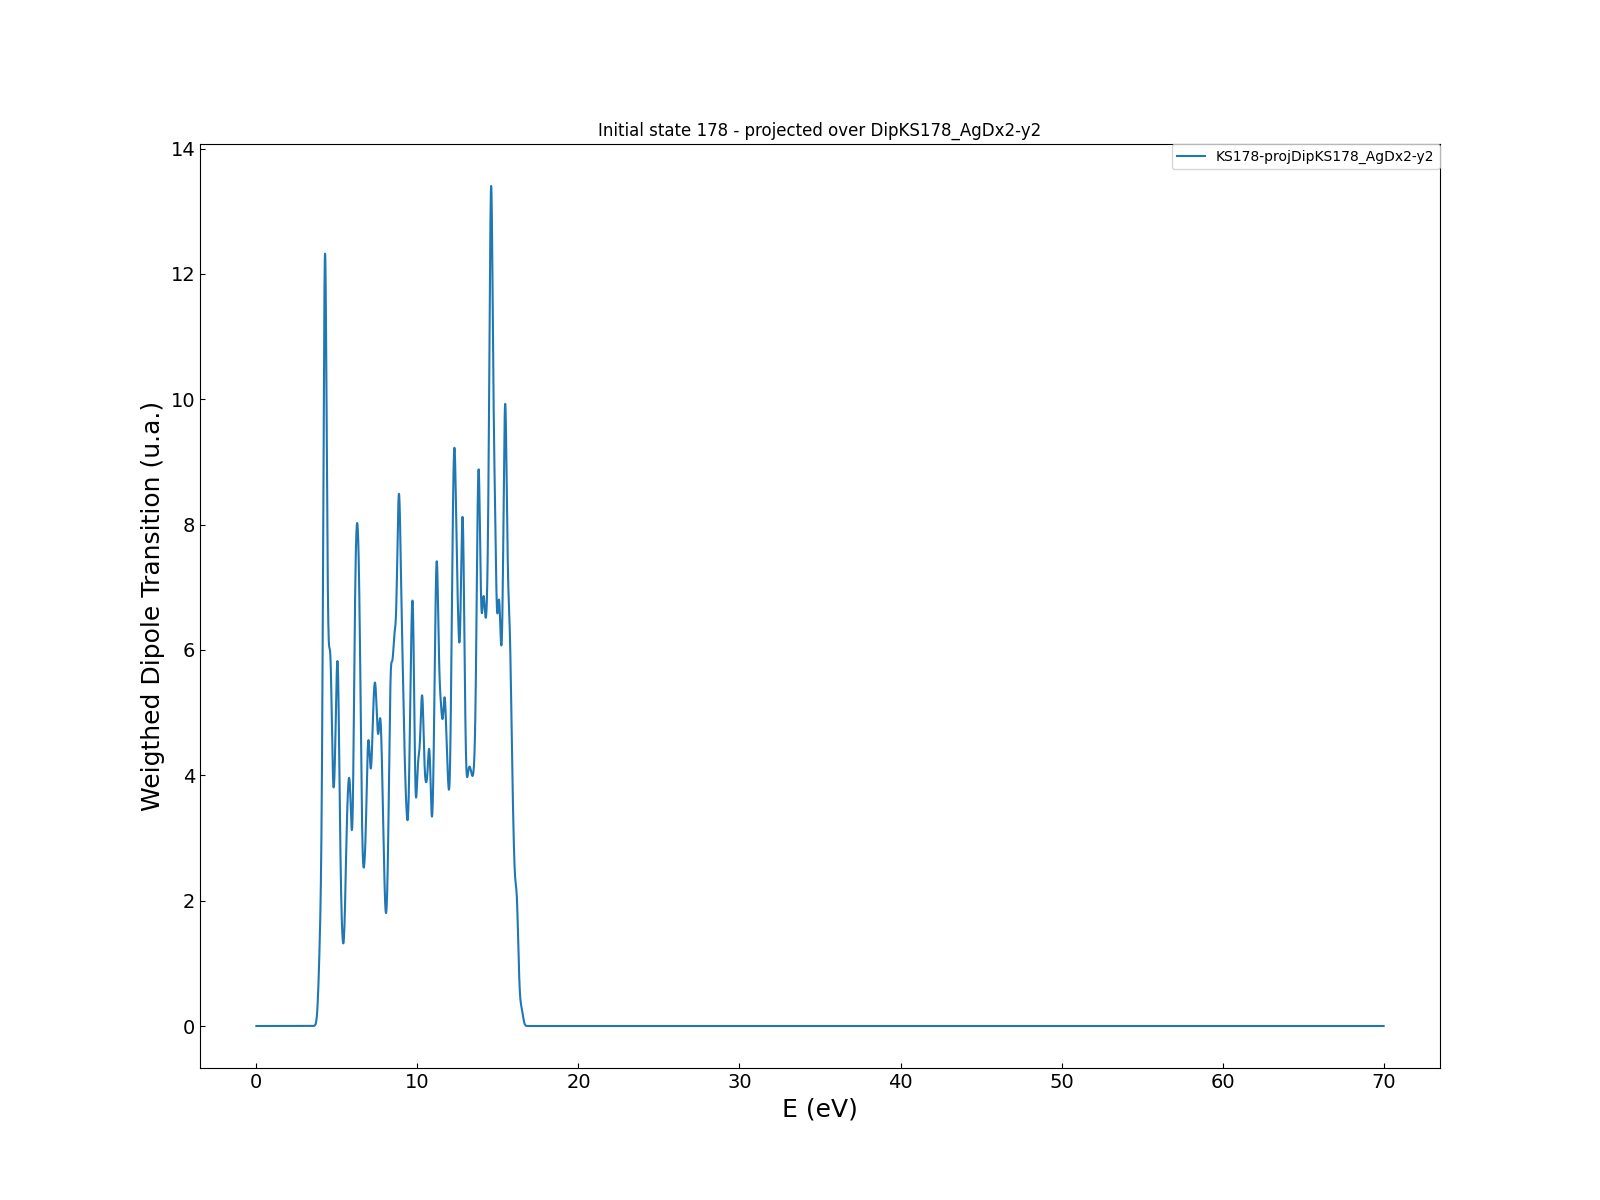 Initial state 178 - projected over DipKS178_AgDx2-y2
KS178-projDipKS178_AgDx2-y2
Weigthed Dipole Transition (u.a.)
14
12
10
8
6
4
2
0
0 10 20 30 40 50 60 70
E (eV)